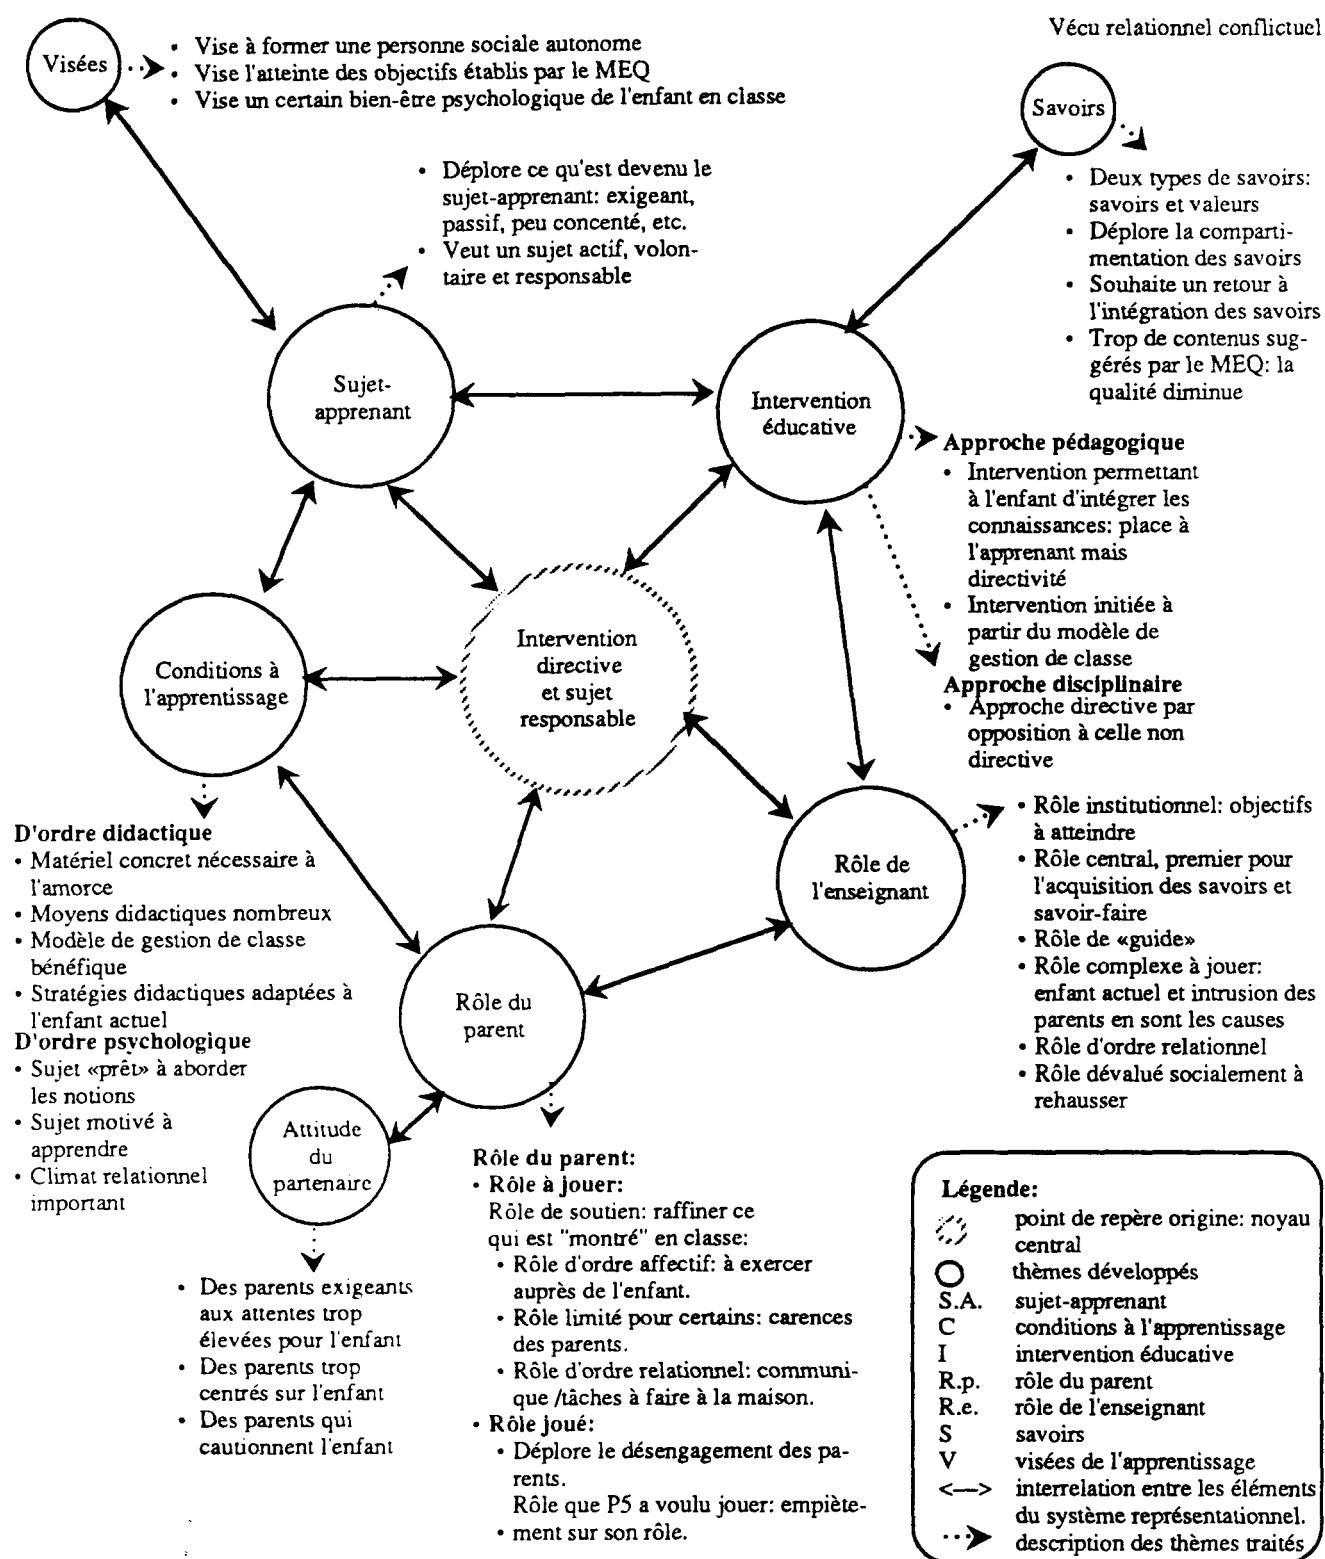 Vécu relationnel conflictuel
Visées
• Vise à former une personne sociale autonome
• Vise l'atteinte des objectifs établis par le MEQ
• Vise un certain bien-être psychologique de l'enfant en classe
Savoirs
• Deux types de savoirs:
savoirs et valeurs
• Déplore la comparti-
mentation des savoirs
• Souhaite un retour à
l'intégration des savoirs
• Trop de contenus sug-
gérés par le MEQ: la
qualité diminue
• Déplore ce qu'est devenu le
sujet-apprenant: exigeant,
passif, peu concenté, etc.
• Veut un sujet actif, volon-
taire et responsable
Sujet-
apprenant
Intervention
éducative
Approche pédagogique
• Intervention permettant
à l'enfant d'intégrer les
connaissances: place à
l'apprenant mais
directivité
• Intervention initiée à
partir du modèle de
gestion de classe
Approche disciplinaire
• Approche directive par
opposition à celle non
directive
Intervention
directive
et sujet
responsable
Conditions à
l'apprentissage
D'ordre didactique
• Matériel concret nécessaire à
l'amorce
• Moyens didactiques nombreux
• Modèle de gestion de classe
bénéfique
• Stratégies didactiques adaptées à
l'enfant actuel
D'ordre psychologique
• Sujet «prêt» à aborder
les notions
• Sujet motivé à
apprendre
• Climat relationnel
important
Rôle de
l'enseignant
• Rôle institutionnel: objectifs
à atteindre
• Rôle central, premier pour
l'acquisition des savoirs et
savoir-faire
• Rôle de «guide»
• Rôle complexe à jouer:
enfant actuel et intrusion des
parents en sont les causes
• Rôle d'ordre relationnel
• Rôle dévalué socialement à
rehausser
Rôle du
parent
Attitude
du
partenaire
• Des parents exigeants
aux attentes trop
élevées pour l'enfant
• Des parents trop
centrés sur l'enfant
• Des parents qui
cautionnent l'enfant
Rôle du parent:
• Rôle à jouer:
Rôle de soutien: raffiner ce
qui est "montré" en classe:
• Rôle d'ordre affectif: à exercer
auprès de l'enfant.
• Rôle limité pour certains: carences
des parents.
• Rôle d'ordre relationnel: communi-
que /tâches à faire à la maison.
• Rôle joué:
• Déplore le désengagement des pa-
rents.
Rôle que P5 a voulu jouer: empiète-
• ment sur son rôle.
Légende:
point de repère origine: noyau
central
thèmes développés
S.A. sujet-apprenant
C conditions à l'apprentissage
I intervention éducative
R.p. rôle du parent
R.e. rôle de l'enseignant
S savoirs
V visées de l'apprentissage
<—> interrelation entre les éléments
du système représentationnel.
description des thèmes traités